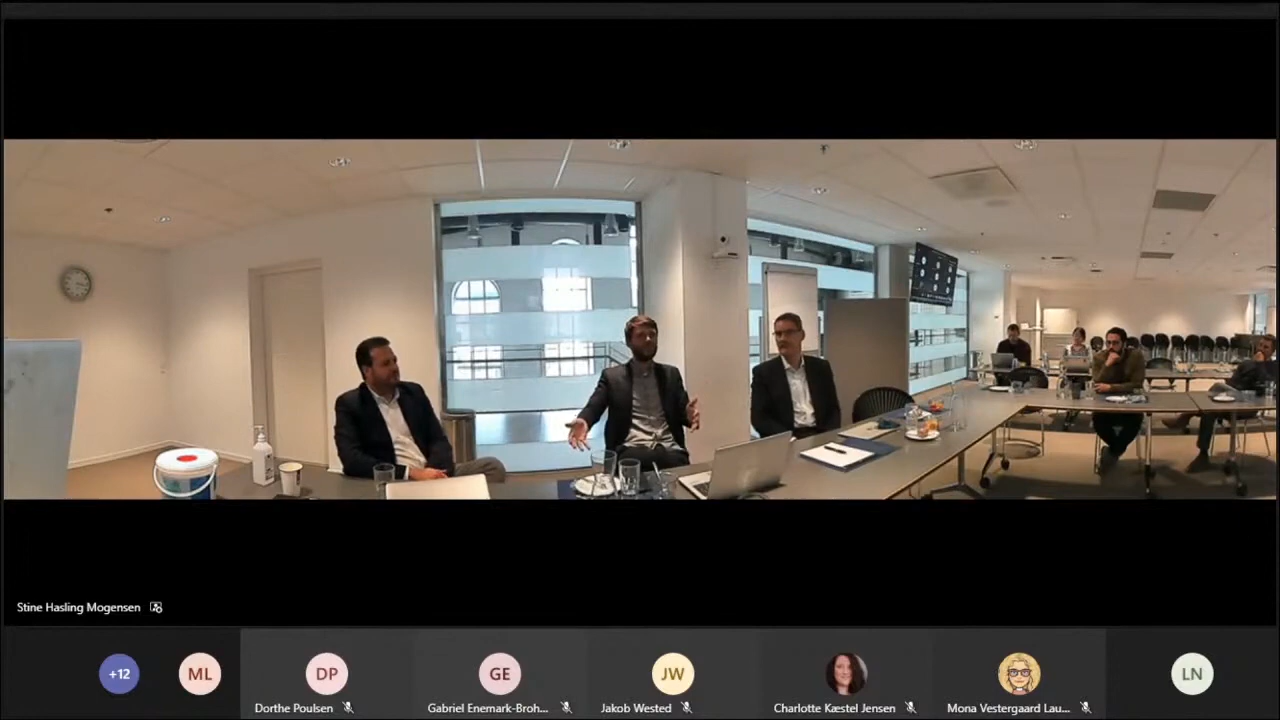 Stine Hasling Mogensen
+12
ML
DP
GE
JW
LN
Dorthe Poulsen
Gabriel Enemark-Broh...
Jakob Wested
Charlotte Kæstel Jensen
Mona Vestergaard Lau...